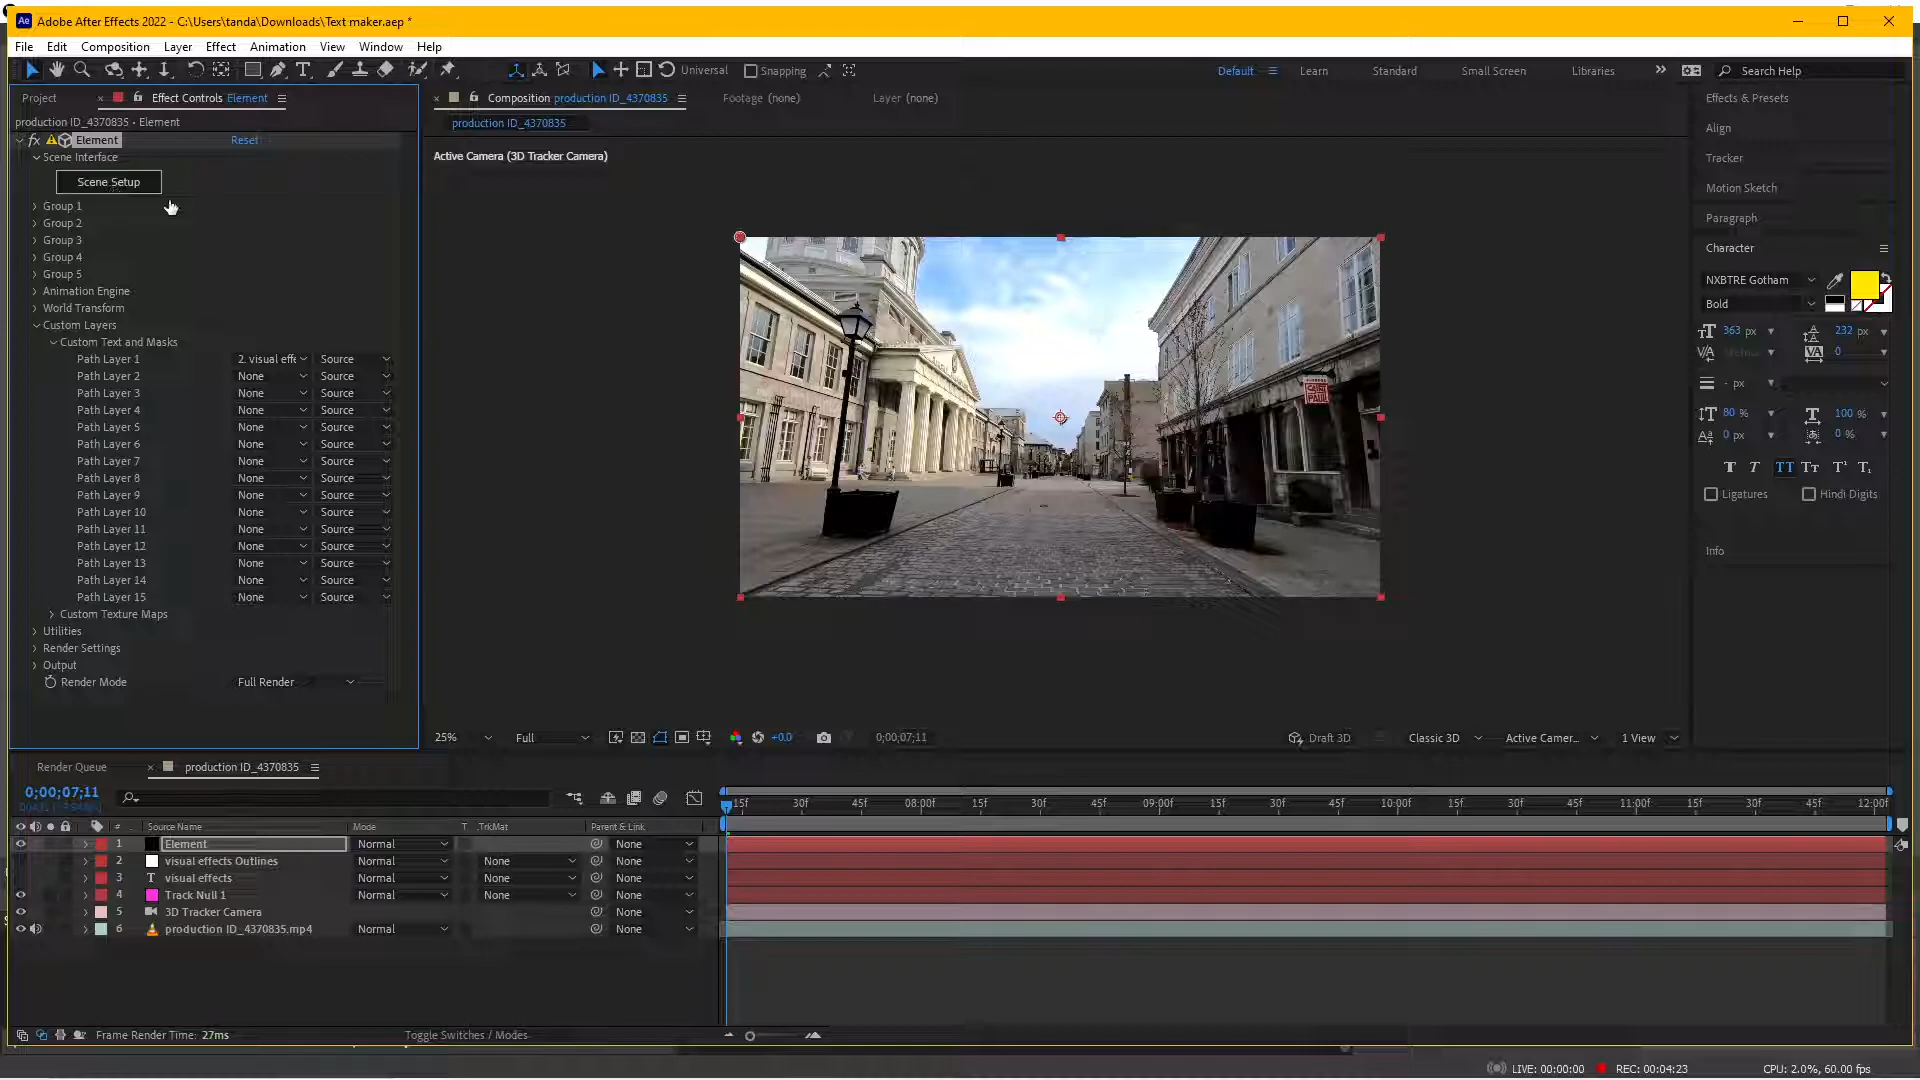 Adobe After Effects 2022 - C:\Users\tanda\Downloads\Text maker.aep *
File Edit Composition Layer Effect Animation View Window Help
Universal Snapping Default Learn Standard Small Screen Libraries Search Help
Project Effect Controls Element
Composition production ID_4370835 Footage (none) Layer (none)
production ID_4370835 • Element
production ID_4370835
fx Element Reset
Scene Interface
Scene Setup
Group 1
Group 2
Group 3
Group 4
Group 5
Animation Engine
World Transform
Custom Layers
Custom Text and Masks
Path Layer 1 2. visual effe Source
Path Layer 2 None Source
Path Layer 3 None Source
Path Layer 4 None Source
Path Layer 5 None Source
Path Layer 6 None Source
Path Layer 7 None Source
Path Layer 8 None Source
Path Layer 9 None Source
Path Layer 10 None Source
Path Layer 11 None Source
Path Layer 12 None Source
Path Layer 13 None Source
Path Layer 14 None Source
Path Layer 15 None Source
Custom Texture Maps
Utilities
Render Settings
Output
Render Mode Full Render
Active Camera (3D Tracker Camera)
25% Full +0.0 0;00;07;11 Draft 3D Classic 3D Active Camer... 1 View
Effects & Presets
Align
Tracker
Motion Sketch
Paragraph
Character
NXBTRE Gotham
Bold
363 px 232 px
0
- px
80 % 100 %
0 px 0 %
T T TT Tr T¹ T₁
Ligatures Hindi Digits
Info
Render Queue production ID_4370835
0;00;07;11
15f 30f 45f 08:00f 15f 30f 45f 09:00f 15f 30f 45f 10:00f 15f 30f 45f 11:00f 15f 30f 45f 12:00f
# Source Name Mode T .TrkMat Parent & Link
1 Element Normal None
2 visual effects Outlines Normal None None
3 T visual effects Normal None None
4 Track Null 1 Normal None None
5 3D Tracker Camera None
6 production ID_4370835.mp4 Normal None
Frame Render Time: 27ms Toggle Switches / Modes
LIVE: 00:00:00 REC: 00:04:23 CPU: 2.0%, 60.00 fps